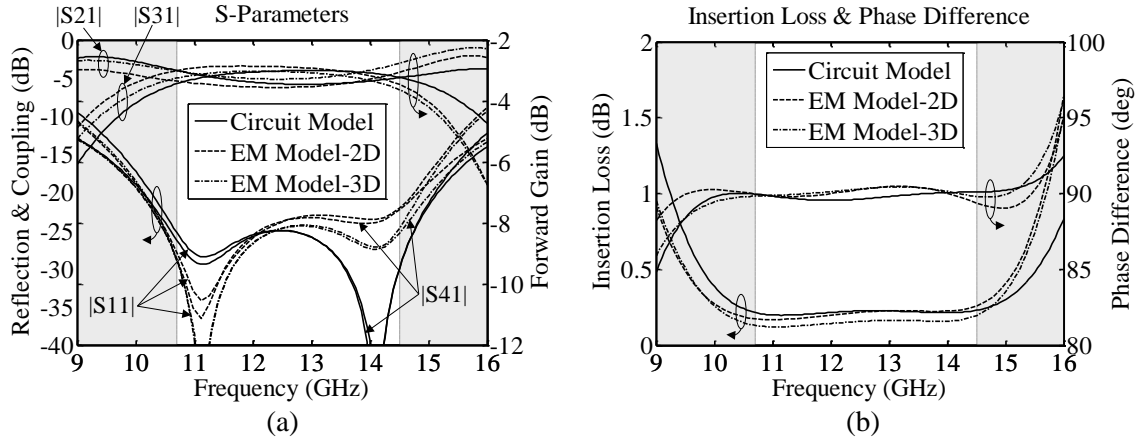 |S21|
|S31|
S-Parameters
Insertion Loss & Phase Difference
0
-5
-10
-15
-20
-25
-30
-35
-40
Reflection & Coupling (dB)
Circuit Model
EM Model-2D
EM Model-3D
|S11|
|S41|
-2
-4
-6
-8
-10
-12
Forward Gain (dB)
9 10 11 12 13 14 15 16
Frequency (GHz)
(a)
2
1.5
1
0.5
0
Insertion Loss (dB)
Circuit Model
EM Model-2D
EM Model-3D
100
95
90
85
80
Phase Difference (deg)
9 10 11 12 13 14 15 16
Frequency (GHz)
(b)